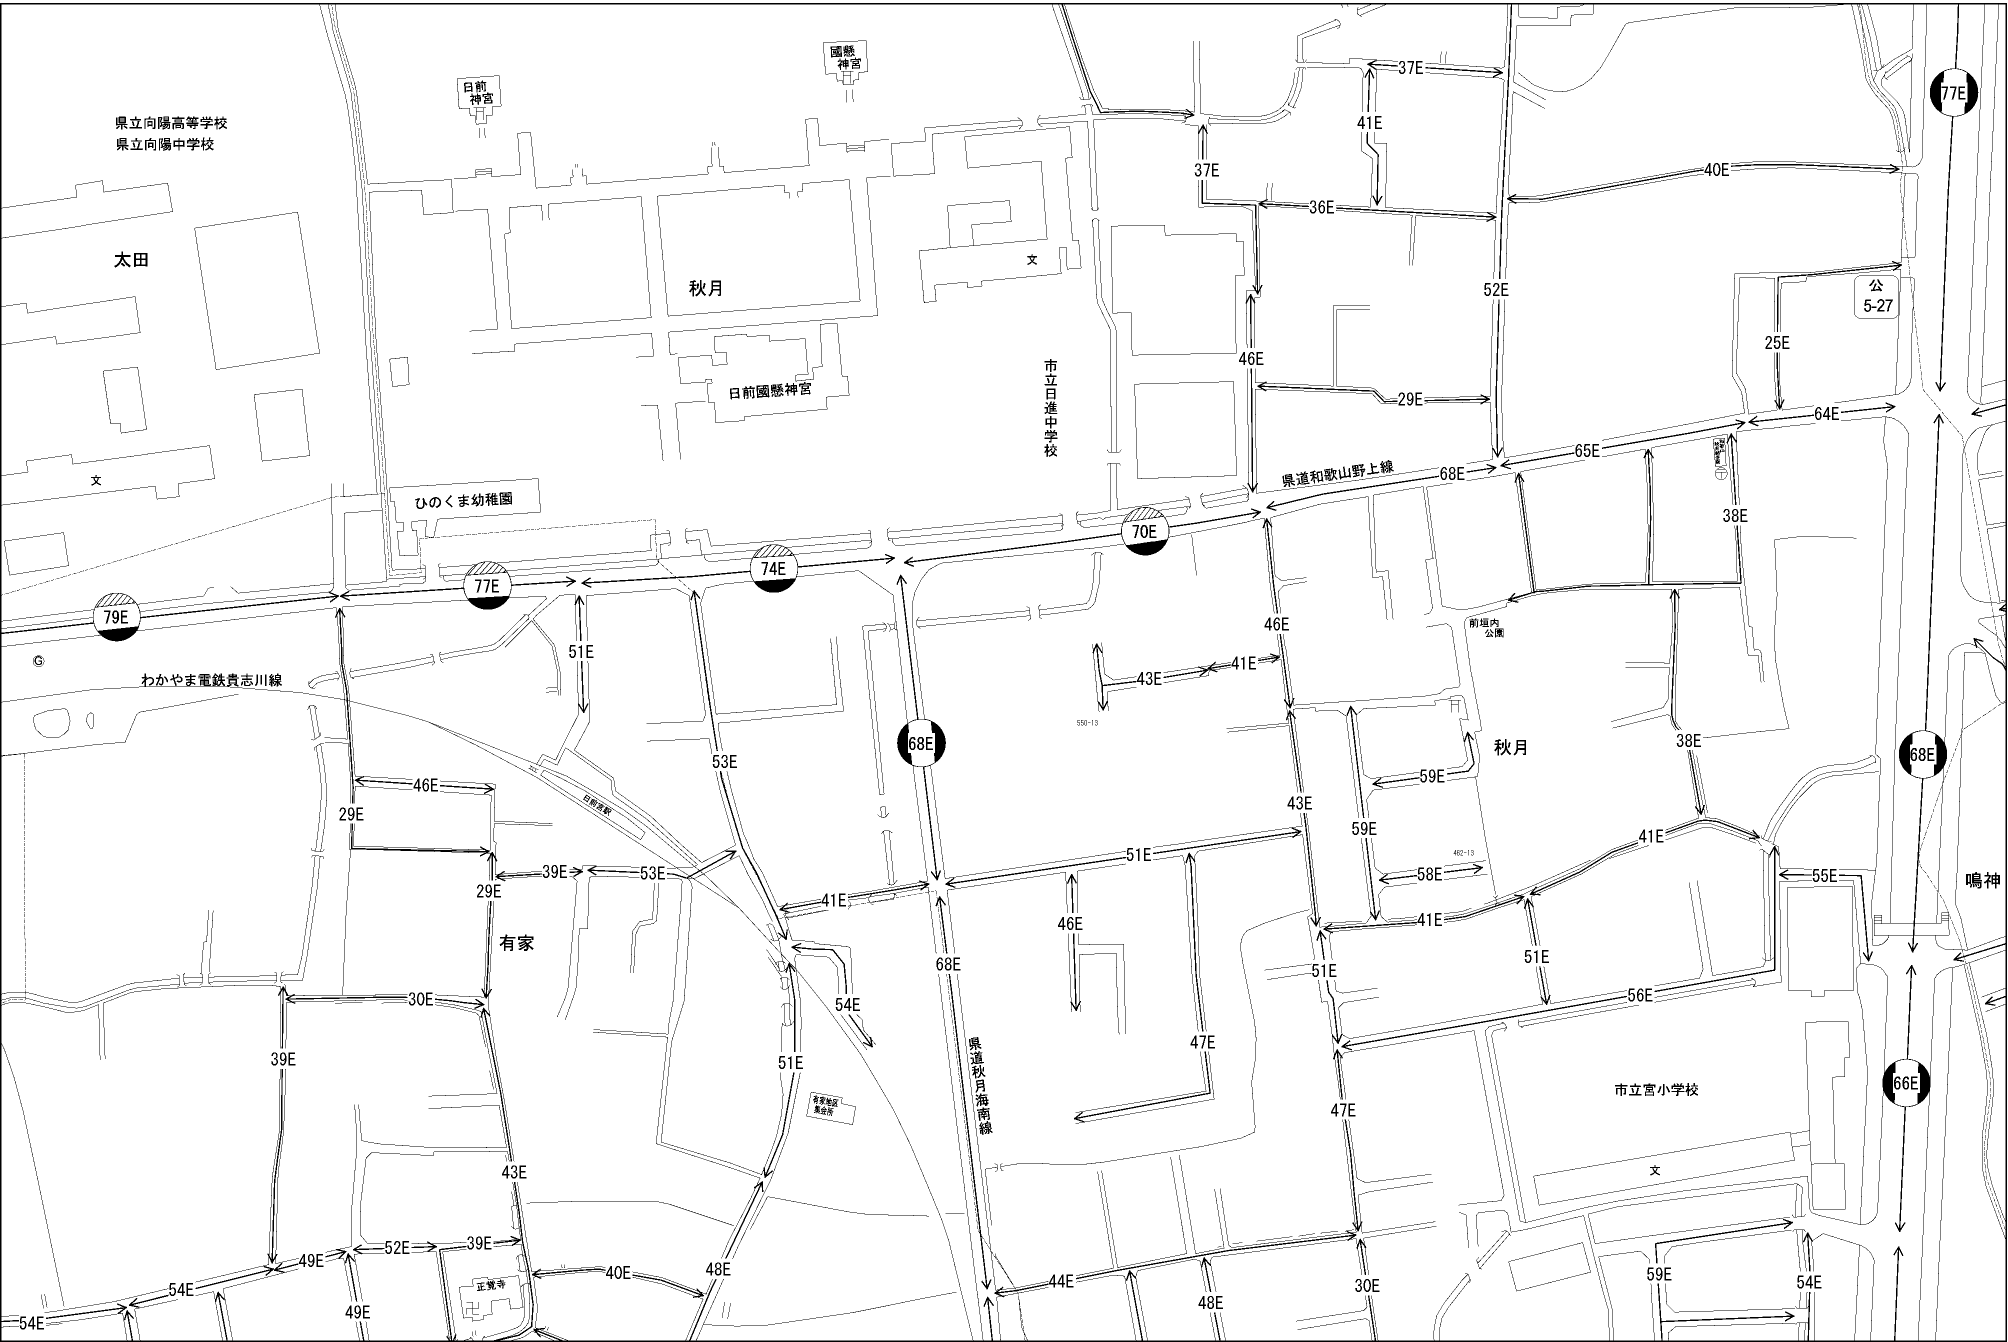 國懸
神宮
日前
神宮
県立向陽高等学校
県立向陽中学校
37E
77E
41E
37E
40E
36E
太田
文
秋月
52E
公
5-27
25E
46E
市立日進中学校
日前國懸神宮
29E
64E
65E
県道和歌山野上線
68E
文
ひのくま幼稚園
38E
70E
74E
77E
79E
前垣内
公園
46E
51E
G
わかやま電鉄貴志川線
41E
43E
550-13
68E
53E
秋月
38E
68E
59E
46E
日前宮駅
43E
29E
59E
41E
51E
462-13
39E
53E
58E
55E
鳴神
29E
41E
46E
41E
有家
51E
68E
30E
54E
56E
47E
県道秋月海南線
39E
51E
66E
市立宮小学校
有家地区
集会所
47E
43E
文
39E
52E
49E
48E
40E
44E
59E
54E
正覚寺
30E
54E
49E
48E
54E